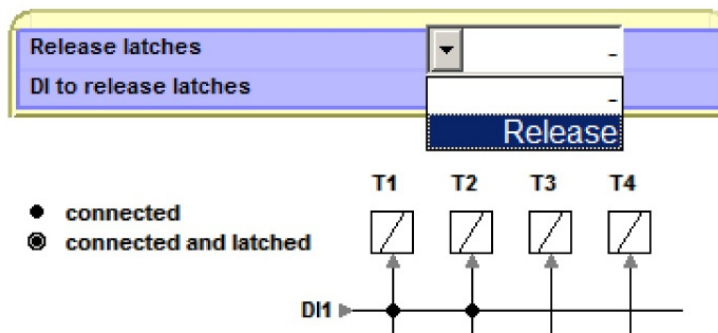 Release latches
-
DI to release latches
-
Release
T1 T2 T3 T4
connected
connected and latched
DI1